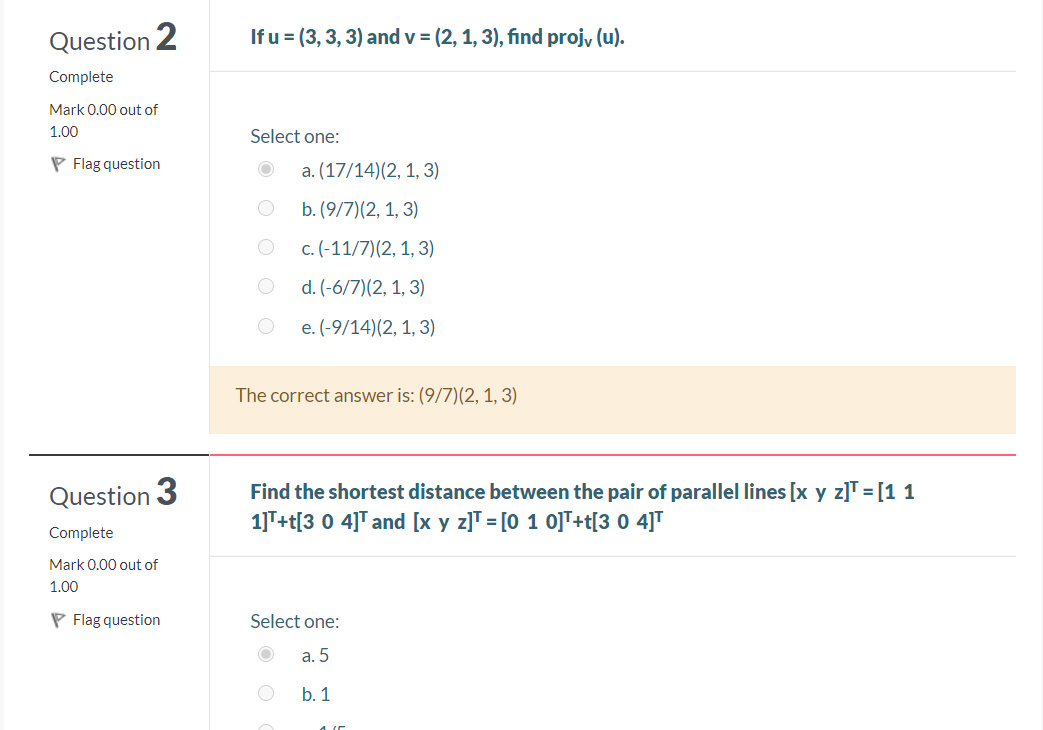 Question 2
Complete
Mark 0.00 out of
1.00
Flag question
If u = (3, 3, 3) and v = (2, 1, 3), find projᵥ (u).
Select one:
a. (17/14)(2, 1, 3)
b. (9/7)(2, 1, 3)
c. (-11/7)(2, 1, 3)
d. (-6/7)(2, 1, 3)
e. (-9/14)(2, 1, 3)
The correct answer is: (9/7)(2, 1, 3)
Question 3
Complete
Mark 0.00 out of
1.00
Flag question
Find the shortest distance between the pair of parallel lines [x y z]ᵀ = [1 1
1]ᵀ+t[3 0 4]ᵀ and [x y z]ᵀ = [0 1 0]ᵀ+t[3 0 4]ᵀ
Select one:
a. 5
b. 1